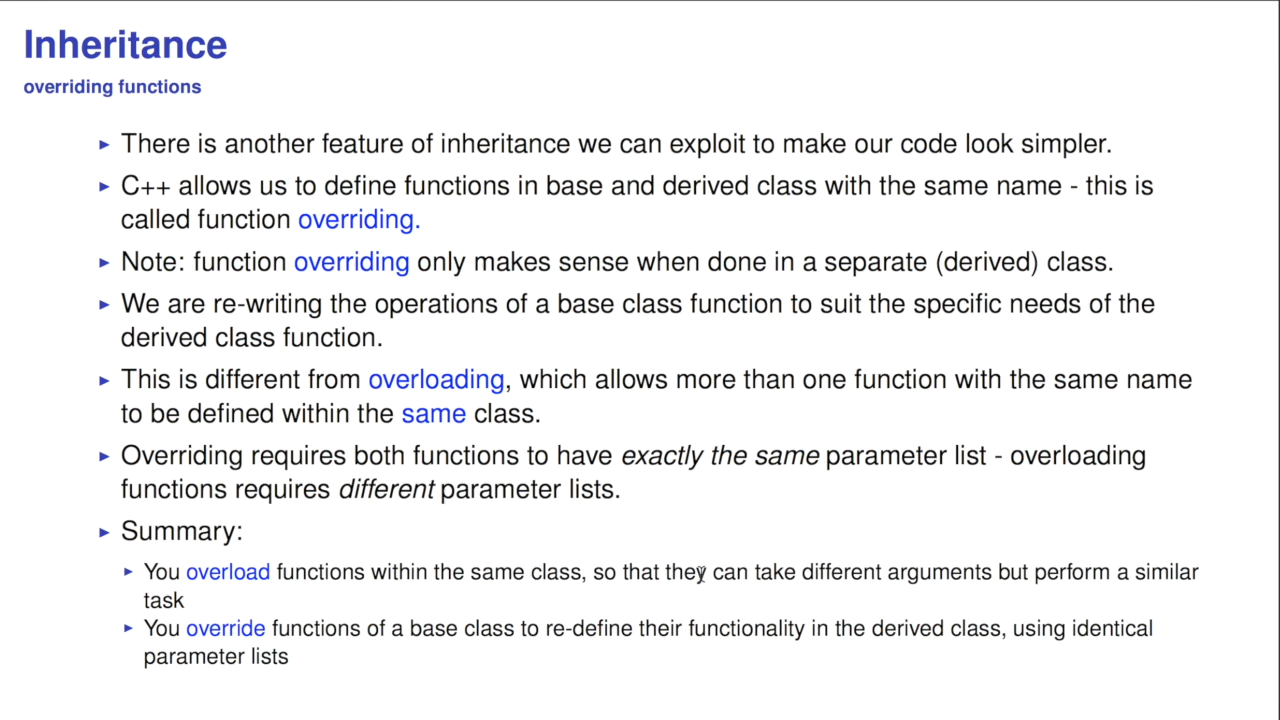 Inheritance
overriding functions
There is another feature of inheritance we can exploit to make our code look simpler.
C++ allows us to define functions in base and derived class with the same name - this is
called function overriding.
Note: function overriding only makes sense when done in a separate (derived) class.
We are re-writing the operations of a base class function to suit the specific needs of the
derived class function.
This is different from overloading, which allows more than one function with the same name
to be defined within the same class.
Overriding requires both functions to have exactly the same parameter list - overloading
functions requires different parameter lists.
Summary:
You overload functions within the same class, so that they can take different arguments but perform a similar
task
You override functions of a base class to re-define their functionality in the derived class, using identical
parameter lists